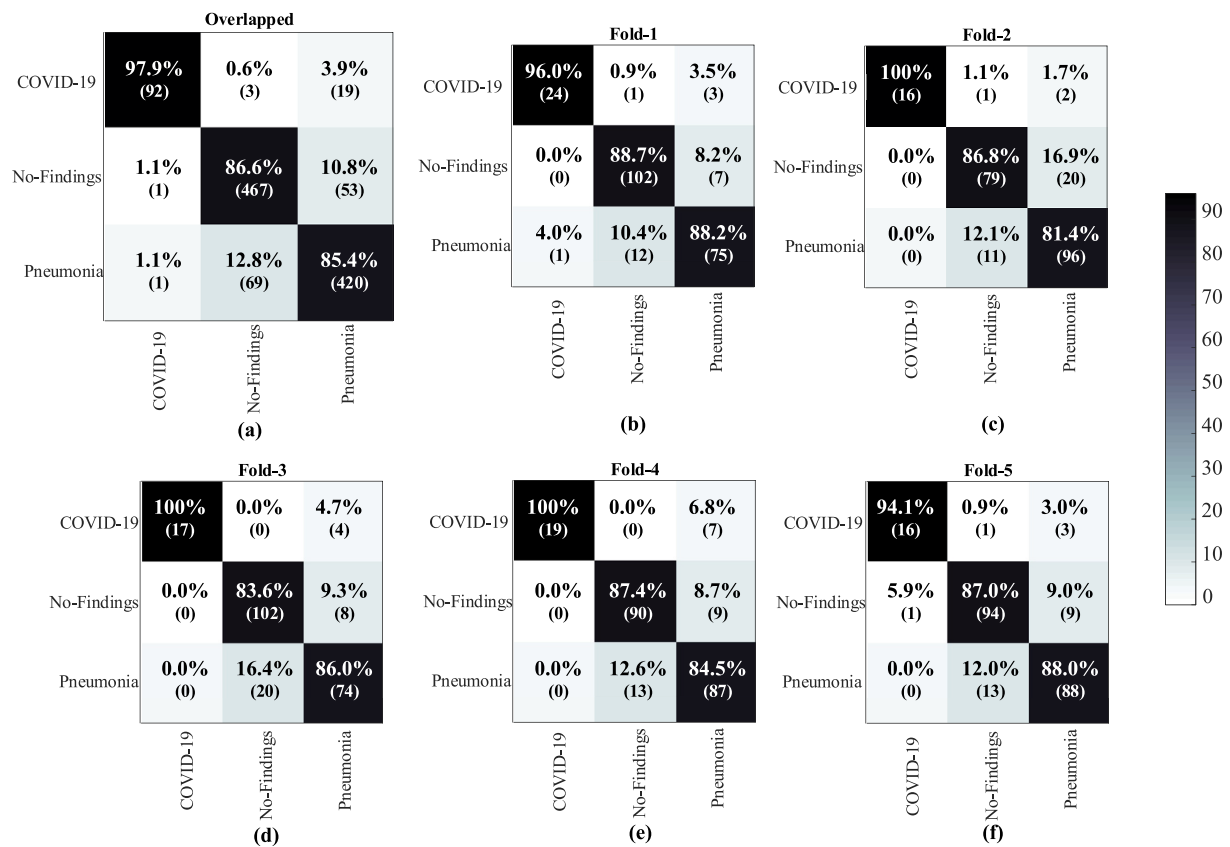 Overlapped
COVID-19 97.9% 0.6% 3.9%
(92) (3) (19)
No-Findings 1.1% 86.6% 10.8%
(1) (467) (53)
Pneumonia 1.1% 12.8% 85.4%
(1) (69) (420)
COVID-19 No-Findings Pneumonia
(a)
Fold-1
COVID-19 96.0% 0.9% 3.5%
(24) (1) (3)
No-Findings 0.0% 88.7% 8.2%
(0) (102) (7)
Pneumonia 4.0% 10.4% 88.2%
(1) (12) (75)
COVID-19 No-Findings Pneumonia
(b)
Fold-2
COVID-19 100% 1.1% 1.7%
(16) (1) (2)
No-Findings 0.0% 86.8% 16.9%
(0) (79) (20)
Pneumonia 0.0% 12.1% 81.4%
(0) (11) (96)
COVID-19 No-Findings Pneumonia
(c)
90
80
70
60
50
40
30
20
10
0
Fold-3
COVID-19 100% 0.0% 4.7%
(17) (0) (4)
No-Findings 0.0% 83.6% 9.3%
(0) (102) (8)
Pneumonia 0.0% 16.4% 86.0%
(0) (20) (74)
COVID-19 No-Findings Pneumonia
(d)
Fold-4
COVID-19 100% 0.0% 6.8%
(19) (0) (7)
No-Findings 0.0% 87.4% 8.7%
(0) (90) (9)
Pneumonia 0.0% 12.6% 84.5%
(0) (13) (87)
COVID-19 No-Findings Pneumonia
(e)
Fold-5
COVID-19 94.1% 0.9% 3.0%
(16) (1) (3)
No-Findings 5.9% 87.0% 9.0%
(1) (94) (9)
Pneumonia 0.0% 12.0% 88.0%
(0) (13) (88)
COVID-19 No-Findings Pneumonia
(f)